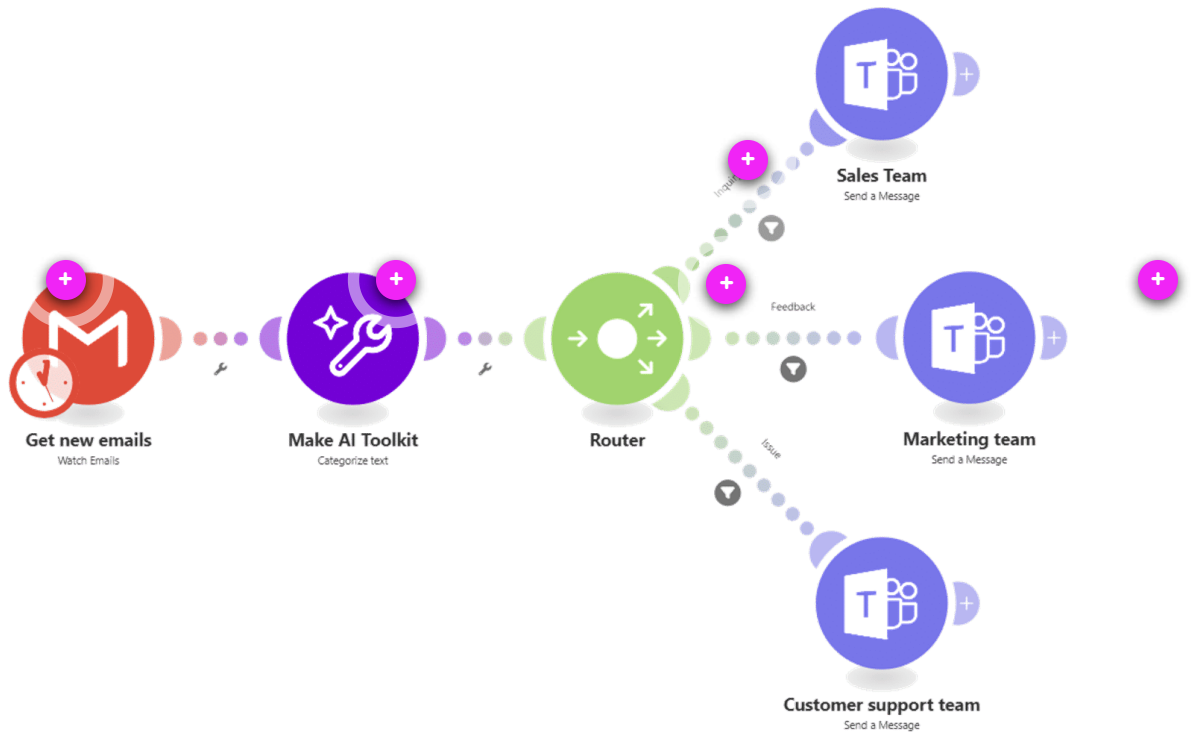 Sales Team
Send a Message
Feedback
Get new emails
Watch Emails
Make AI Toolkit
Categorize text
Router
Marketing team
Send a Message
Issue
Customer support team
Send a Message